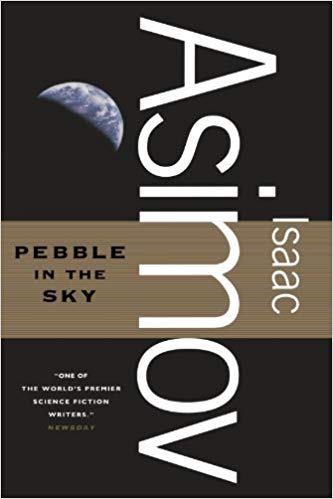 Isaac
Asimov
PEBBLE
IN THE
SKY
"ONE OF
THE WORLD'S PREMIER
SCIENCE FICTION
WRITERS."
NEWSDAY